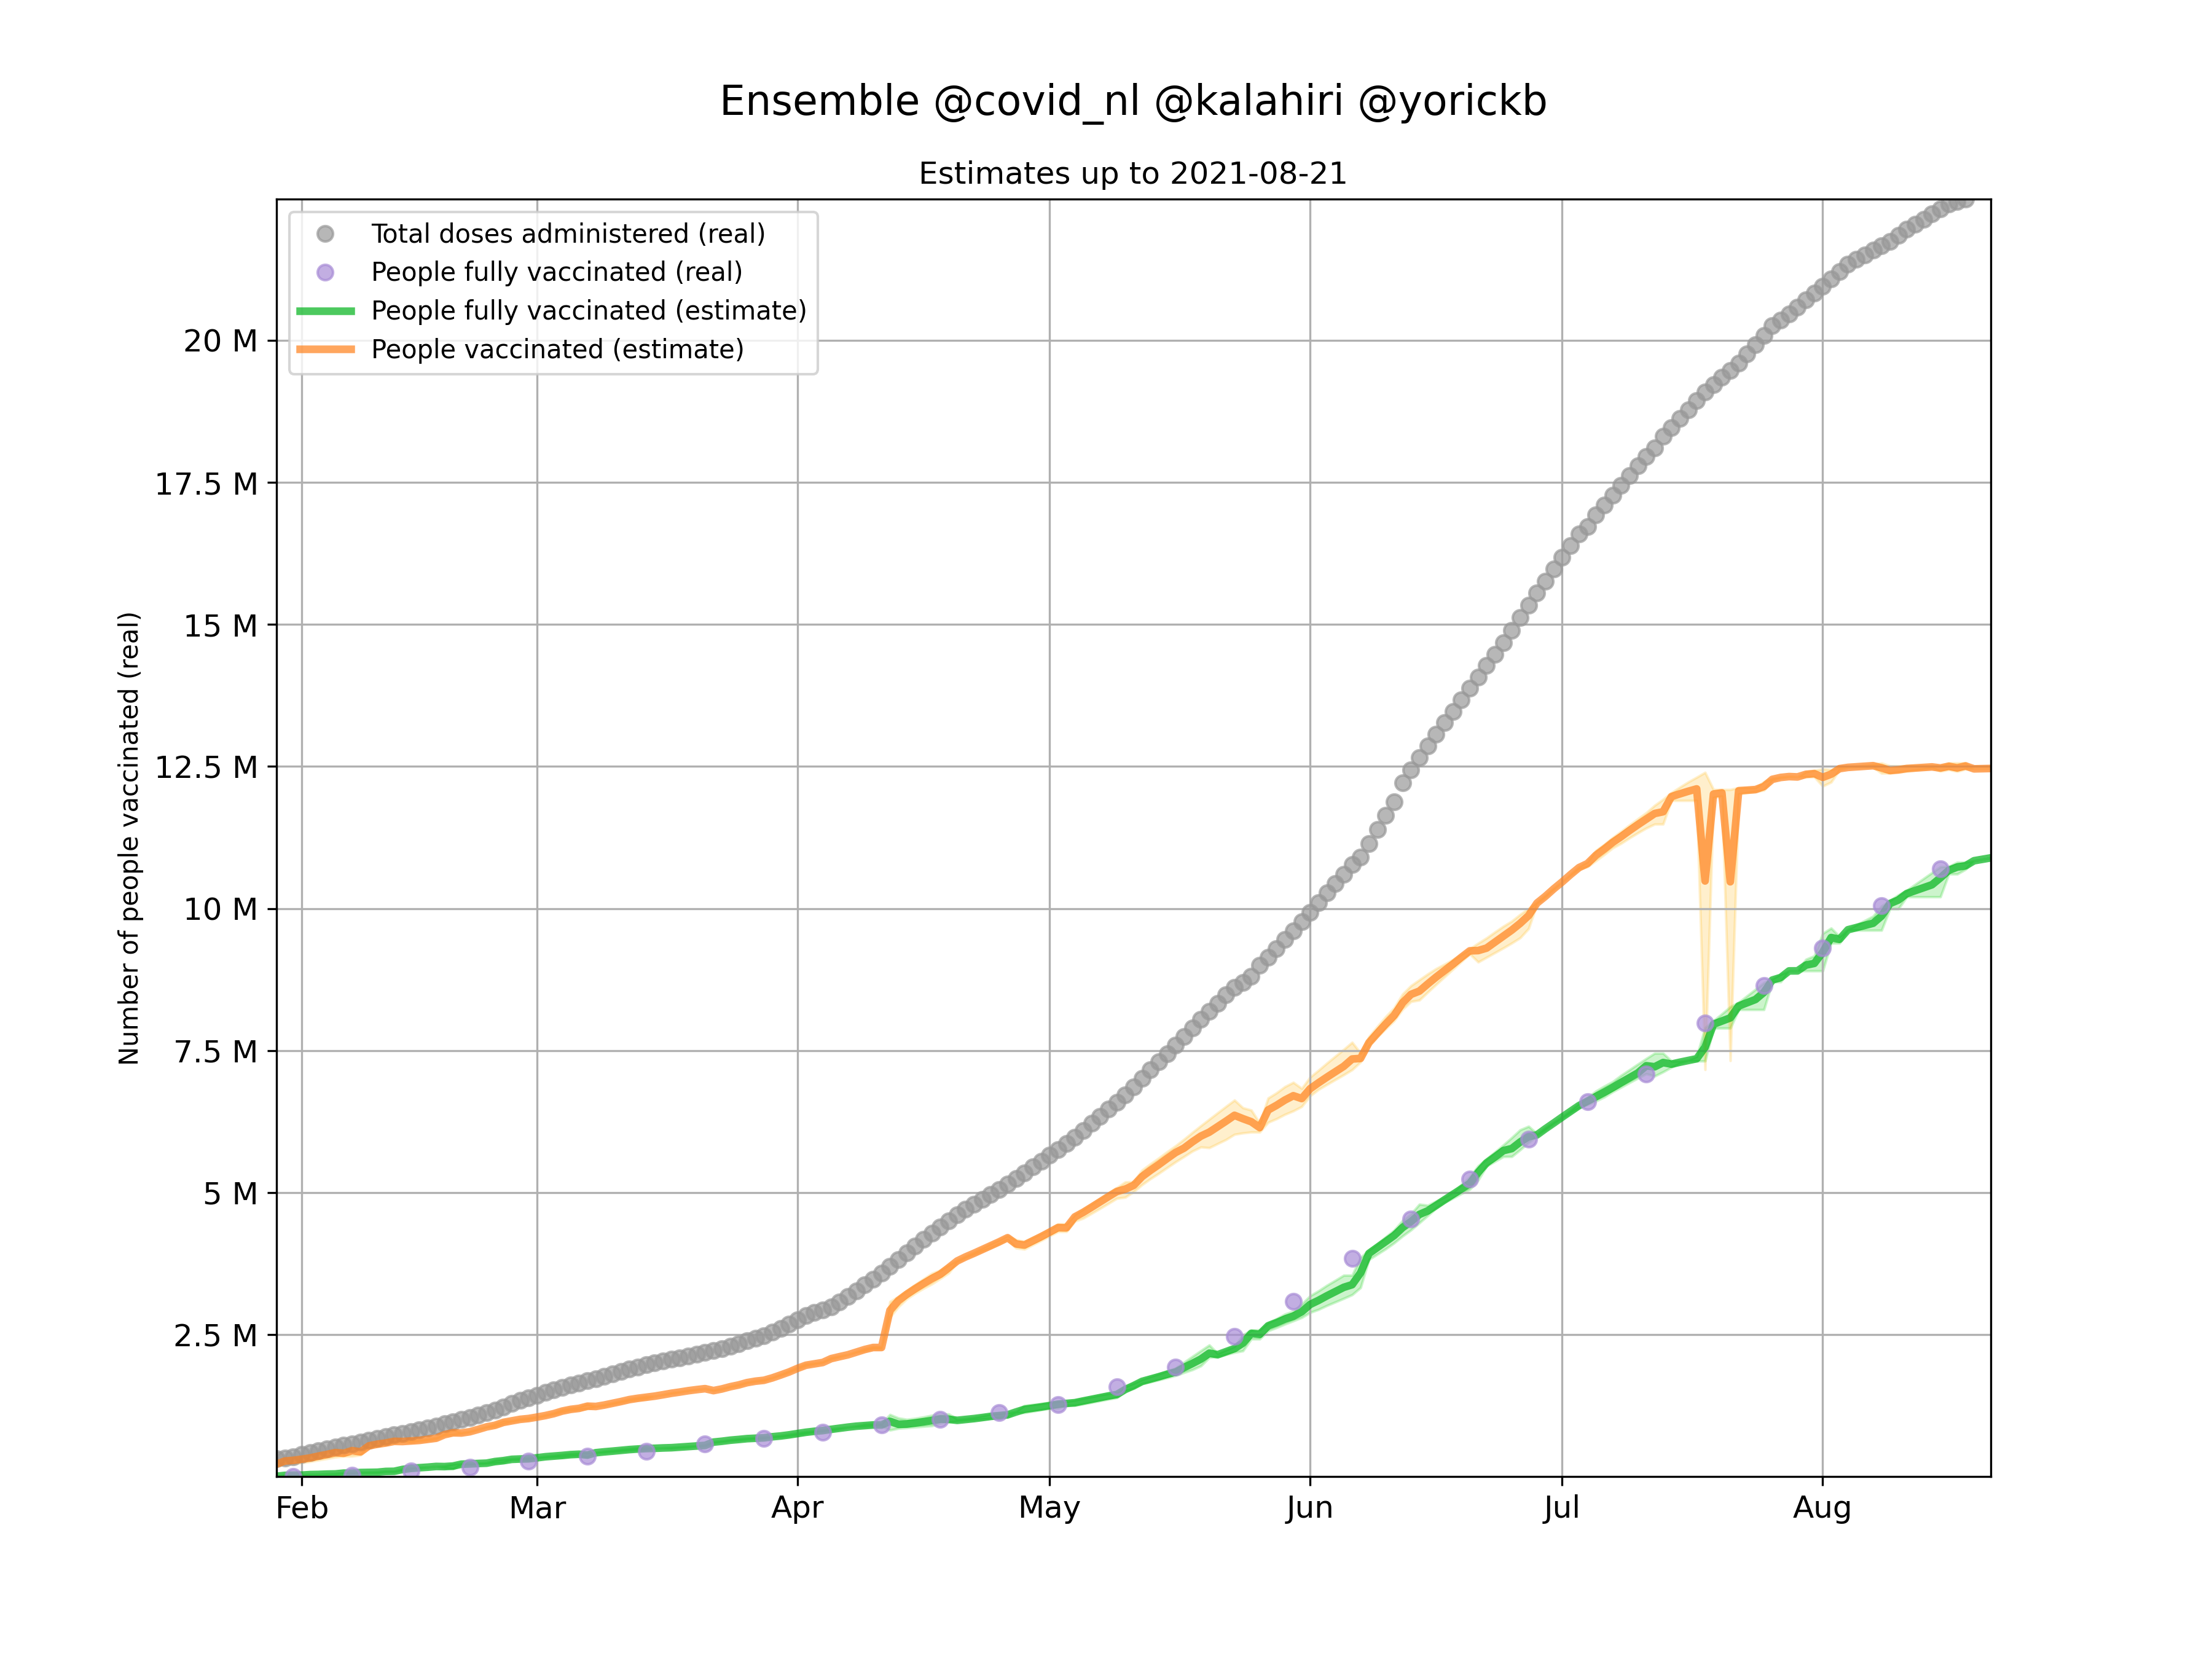 Ensemble @covid_nl @kalahiri @yorickb
Estimates up to 2021-08-21
Total doses administered (real)
People fully vaccinated (real)
People fully vaccinated (estimate)
People vaccinated (estimate)
Number of people vaccinated (real)
20 M
17.5 M
15 M
12.5 M
10 M
7.5 M
5 M
2.5 M
Feb Mar Apr May Jun Jul Aug